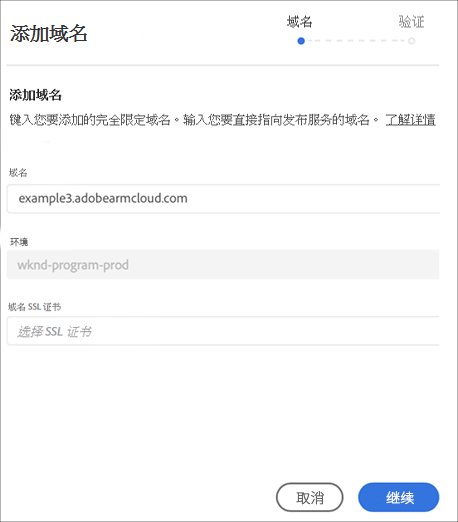 添加域名
域名
验证
添加域名
键入您要添加的完全限定域名。输入您要直接指向发布服务的域名。 了解详情
域名
example3.adobearmcloud.com
环境
wknd-program-prod
域名 SSL 证书
选择 SSL 证书
取消
继续